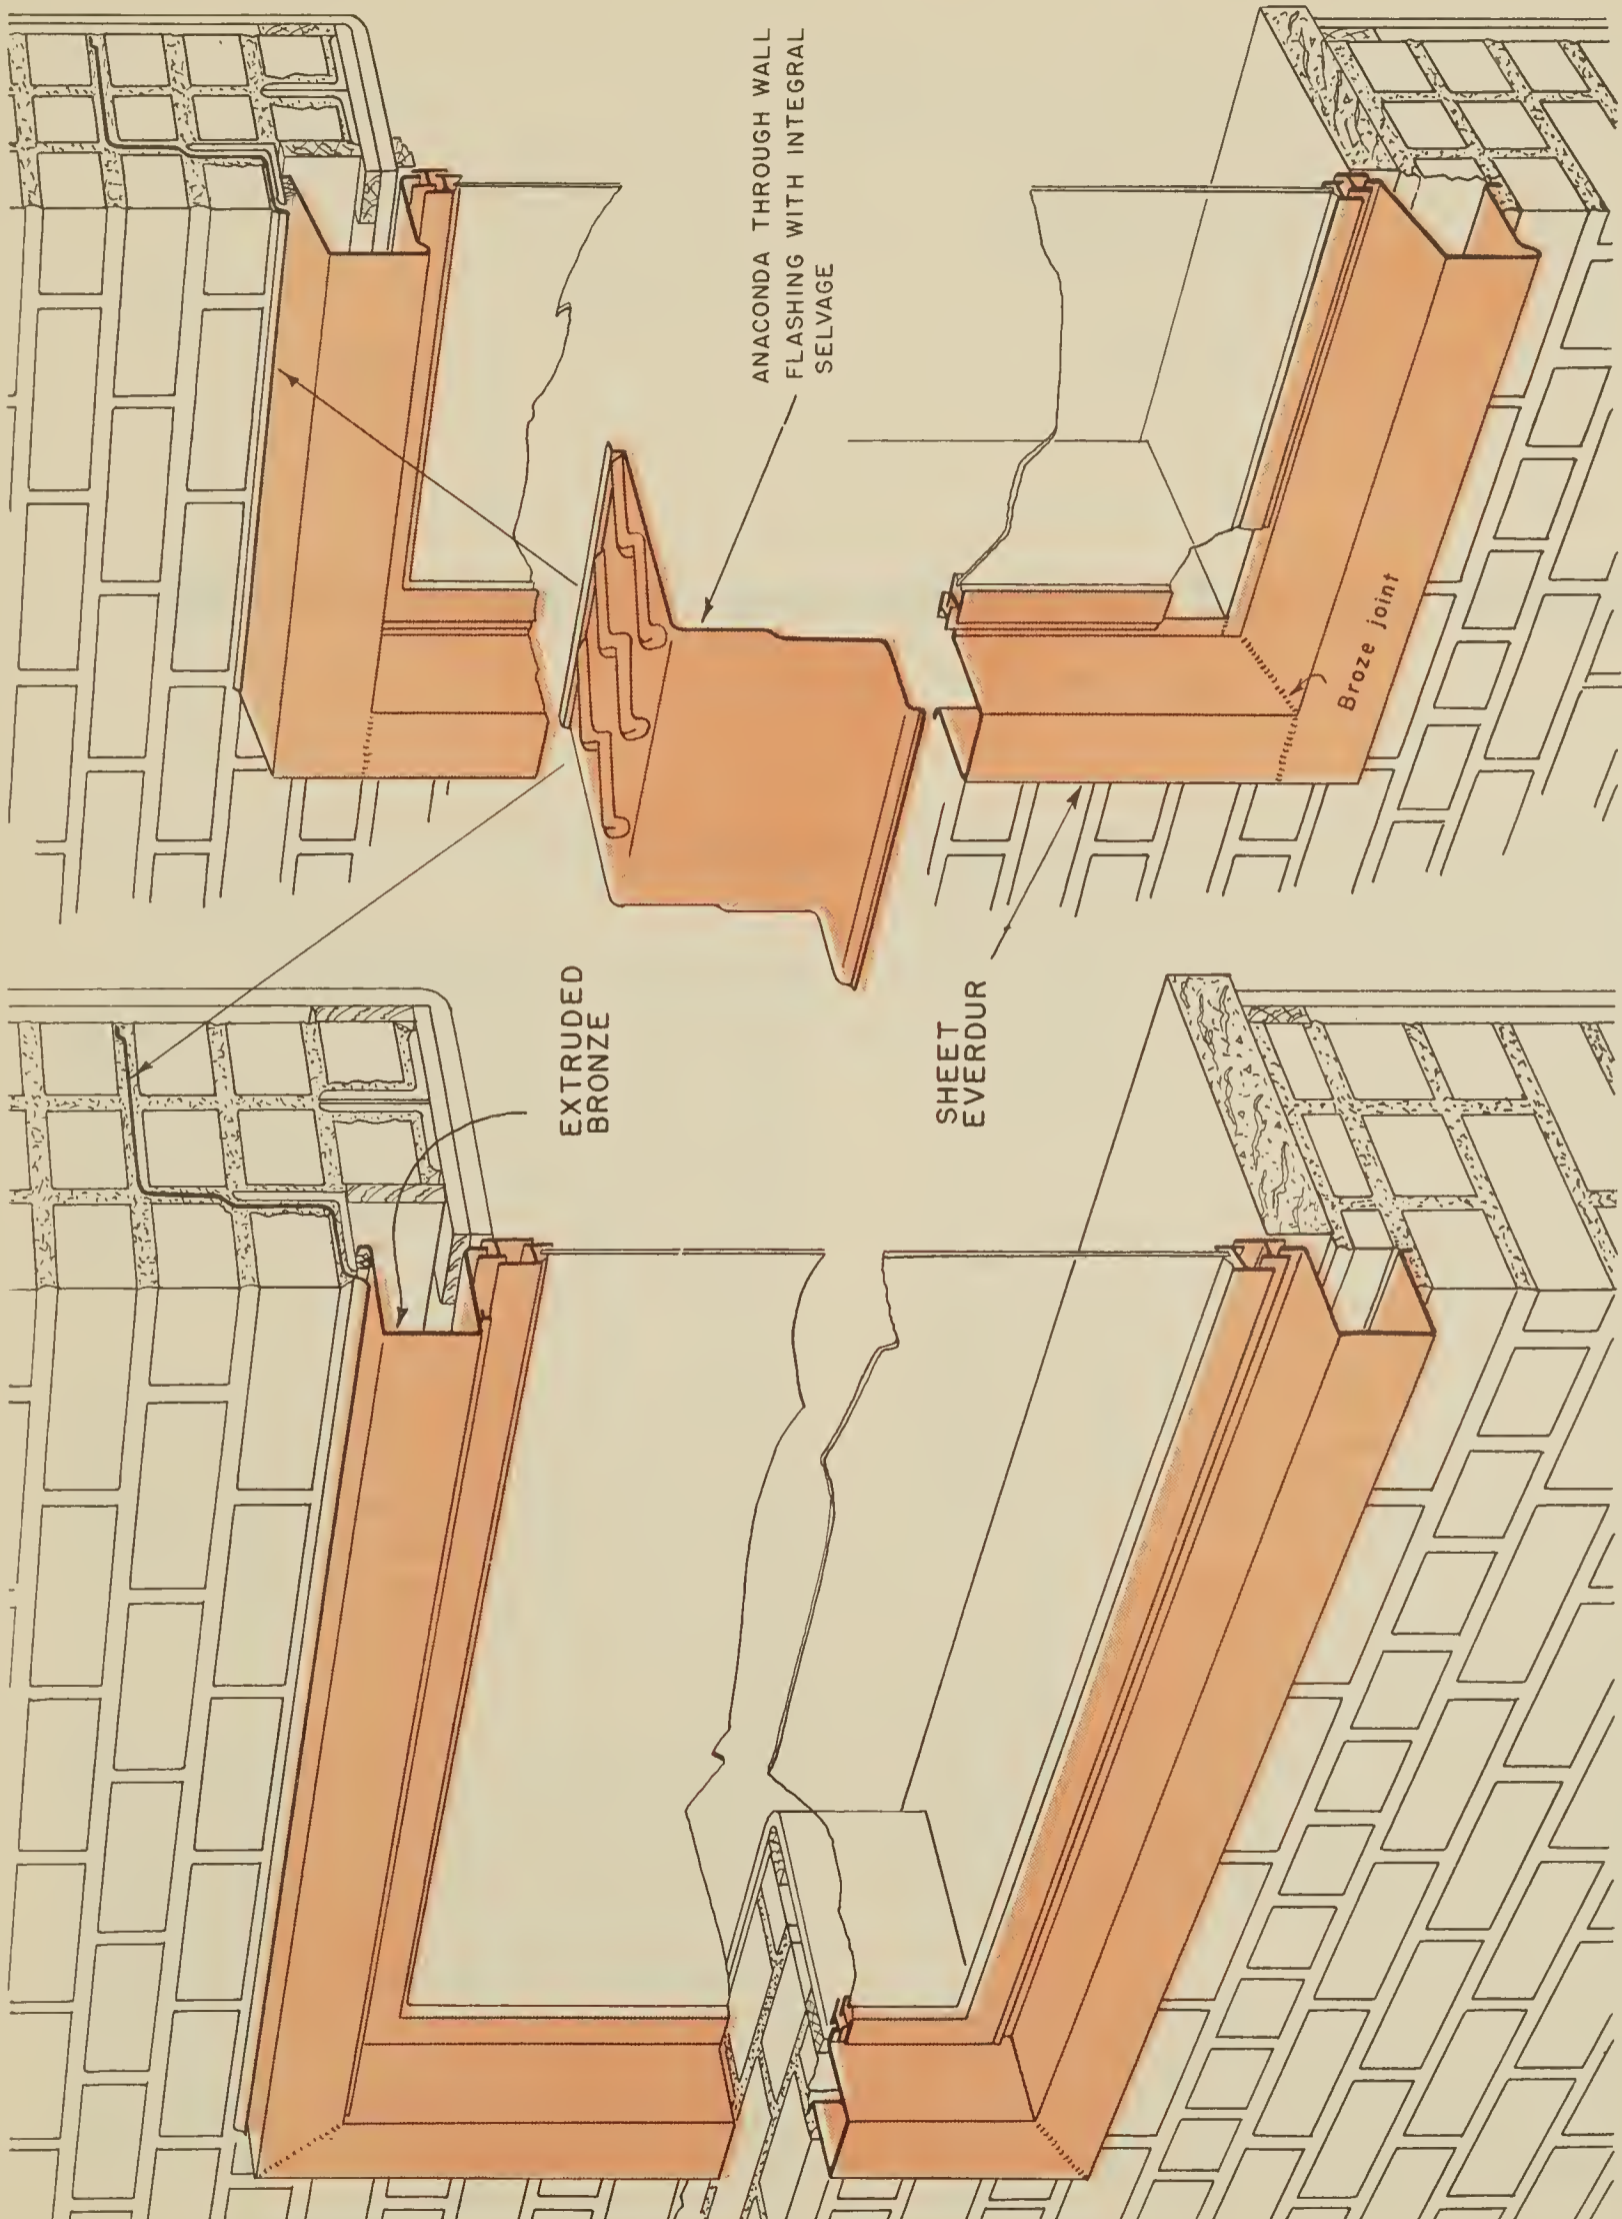 ANACONDA THROUGH WALL
FLASHING WITH INTEGRAL
SELVAGE
EXTRUDED
BRONZE
SHEET
EVERDUR
Broze joint